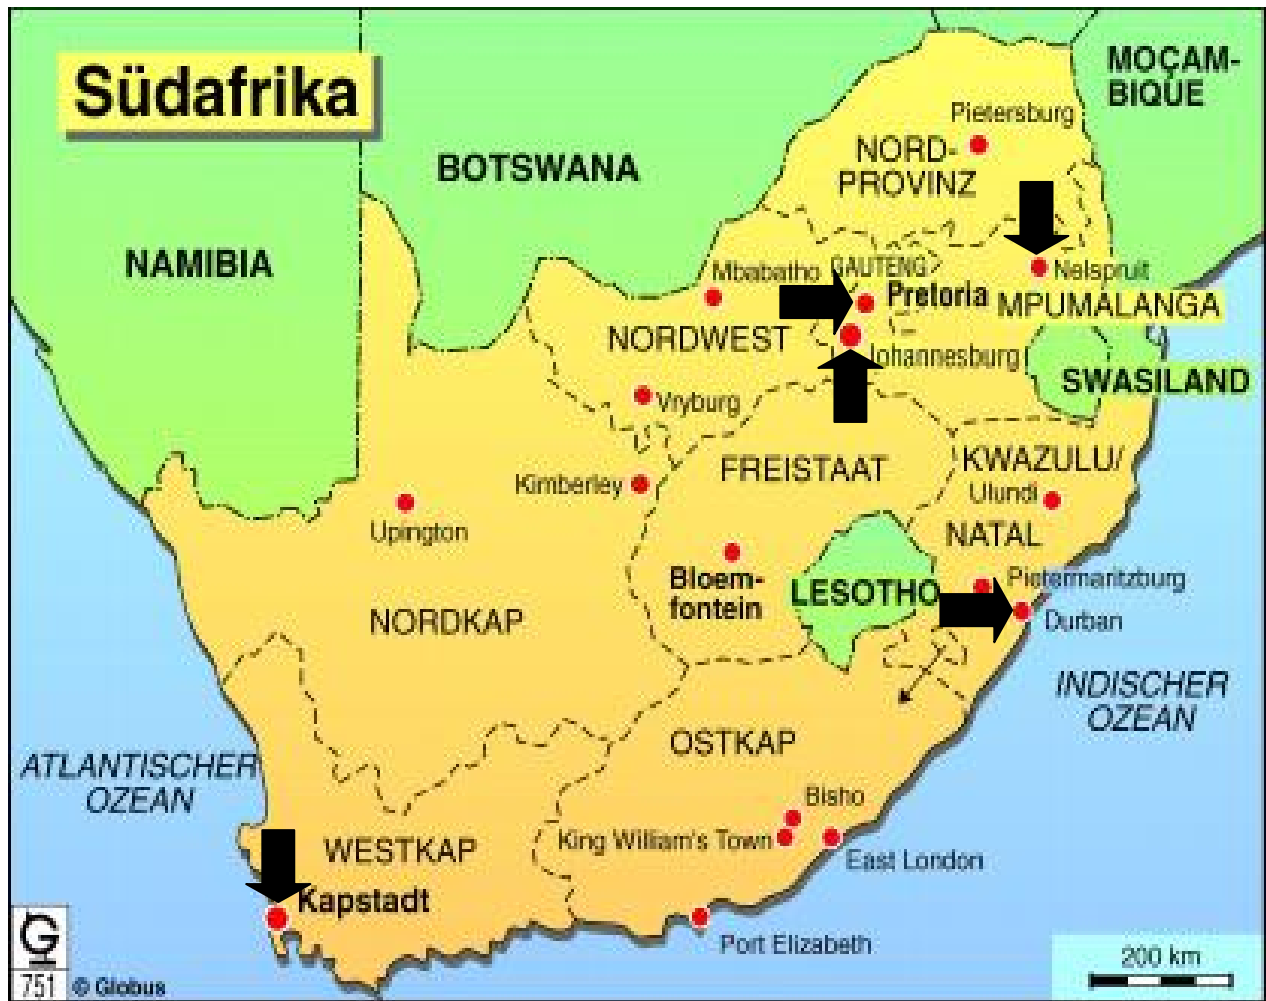 Südafrika
MOÇAM-
BIQUE
BOTSWANA
NAMIBIA
Pietersburg
NORD-
PROVINZ
Mbabatho
GAUTENG
Nelspruit
Pretoria
MPUMALANGA
NORDWEST
Johannesburg
SWASILAND
Vryburg
FREISTAAT
KWAZULU/
Kimberley
Ulundi
Upington
NATAL
Bloem-
fontein
LESOTHO
Pietermaritzburg
NORDKAP
Durban
INDISCHER
OZEAN
OSTKAP
ATLANTISCHER
OZEAN
Bisho
King William's Town
WESTKAP
East London
Kapstadt
Port Elizabeth
G
200 km
751
© Globus